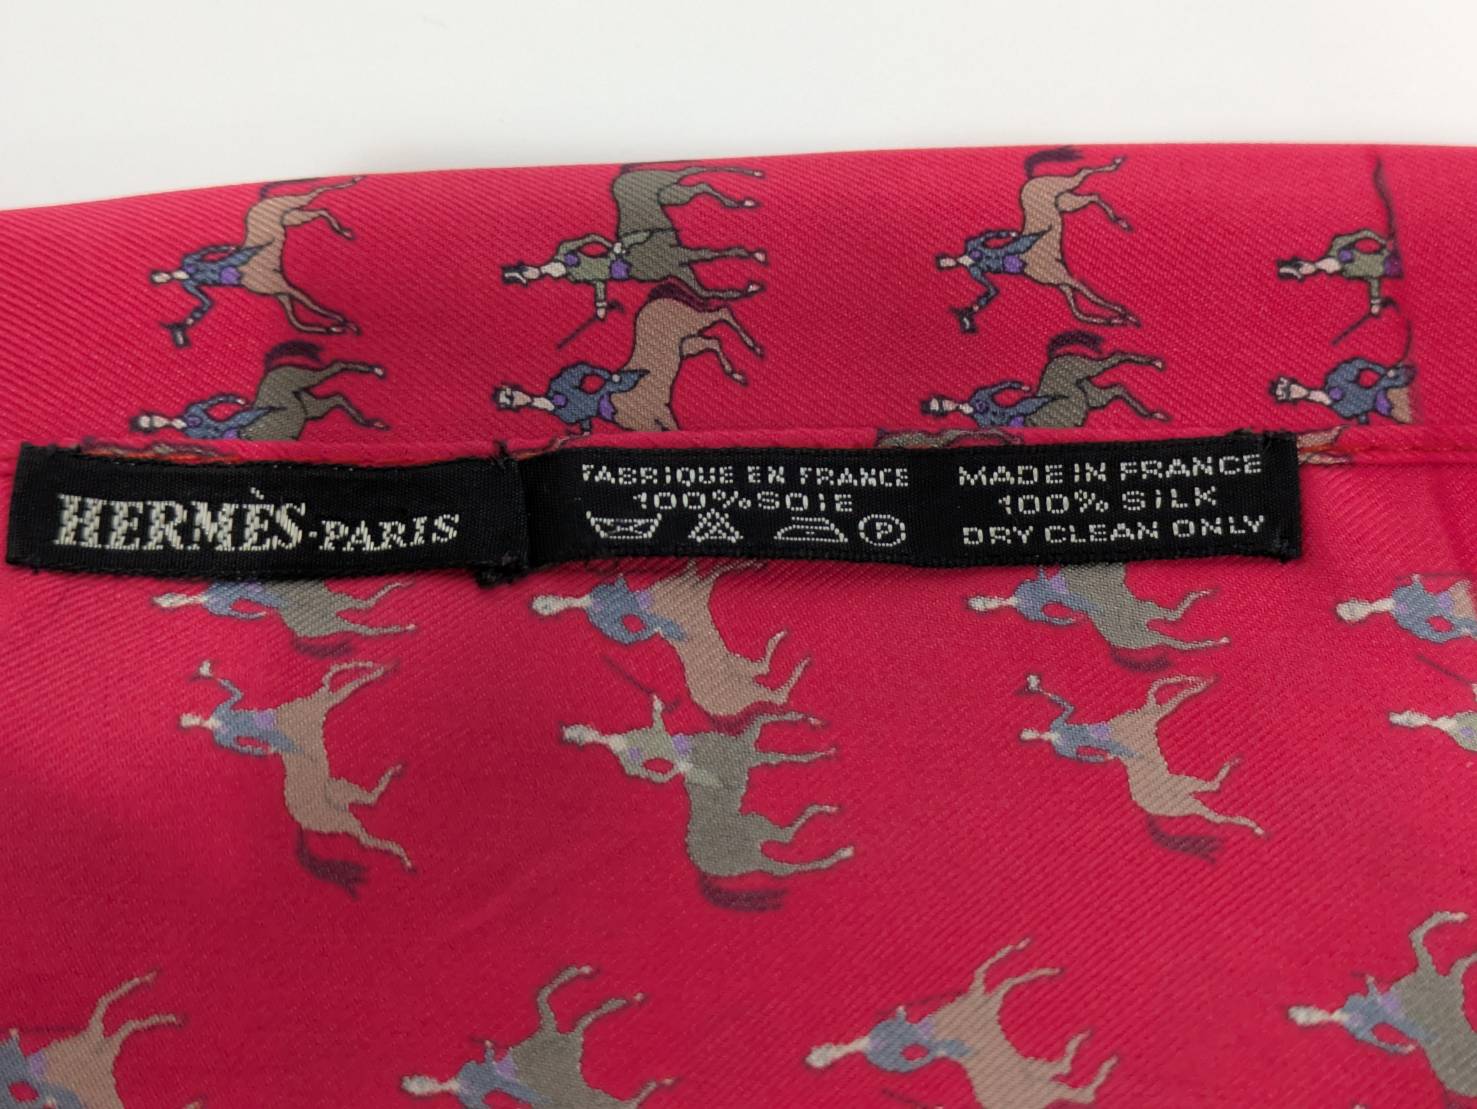 HERMÈS-PARIS
FABRIQUE EN FRANCE
100% SOIE
P
MADE IN FRANCE
100% SILK
DRY CLEAN ONLY